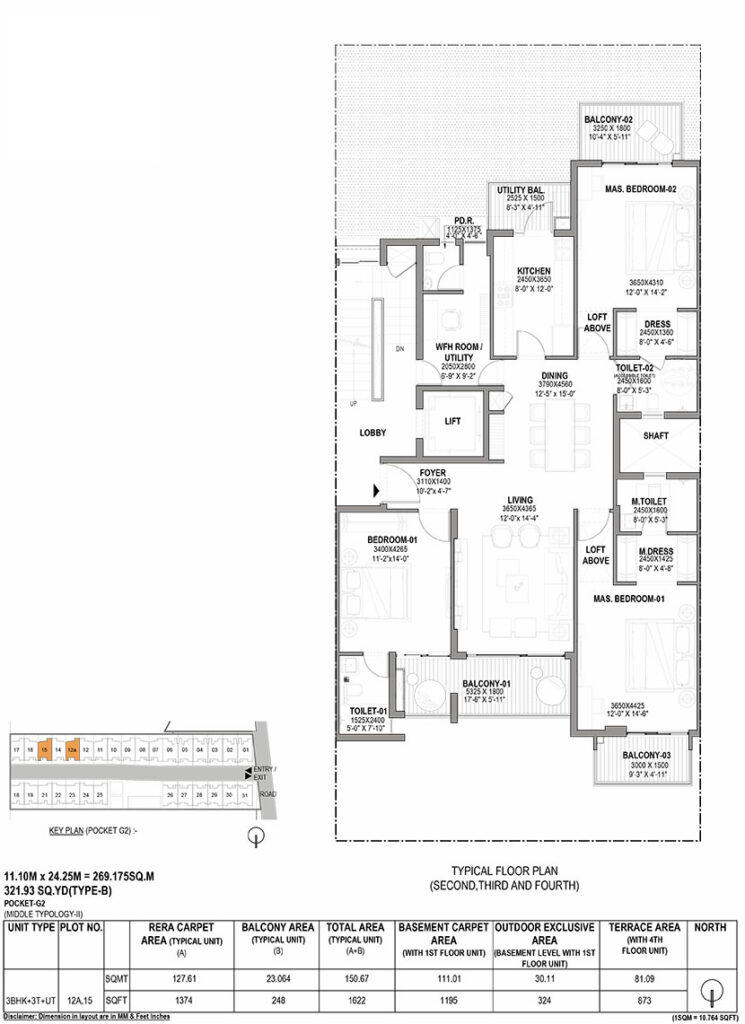 BALCONY-02
3250 X 1800
10'-4" X 5'-11"
UTILITY BAL.
2525 X 1500
8'-3" X 4'-11"
MAS. BEDROOM-02
3650X4310
12'-0" X 14'-2"
PD.R.
1125X1375
4'-0" X 4'-6"
KITCHEN
2450X3650
8'-0" X 12'-0"
LOFT
ABOVE
DRESS
2450X1360
8'-0" X 4'-6"
DN
WFH ROOM /
UTILITY
2050X2800
6'-9" X 9'-2"
DINING
3790X4560
12'-5" x 15'-0"
TOILET-02
(ACCESSIBLE TOILET)
2450X1600
8'-0" X 5'-3"
UP
LIFT
LOBBY
SHAFT
FOYER
3110X1400
10'-2"x 4'-7"
LIVING
3650X4365
12'-0"x 14'-4"
M.TOILET
2450X1600
8'-0" X 5'-3"
BEDROOM-01
3400X4265
11'-2"x14'-0"
LOFT
ABOVE
M.DRESS
2450X1425
8'-0" X 4'-8"
MAS. BEDROOM-01
3650X4425
12'-0" X 14'-6"
BALCONY-01
5325 X 1800
17'-6" X 5'-11"
TOILET-01
1525X2400
5'-0" X 7'-10"
BALCONY-03
3000 X 1500
9'-3" X 4'-11"
17 16 15 14 12a 12 11 10 09 08 07 06 05 04 03 02 01
ENTRY /
EXIT
ROAD
18 19 21 22 23 24 25 26 27 28 29 30 31
KEY PLAN (POCKET G2) :-
TYPICAL FLOOR PLAN
(SECOND,THIRD AND FOURTH)
11.10M x 24.25M = 269.175SQ.M
321.93 SQ.YD(TYPE-B)
POCKET-G2
(MIDDLE TYPOLOGY-II)
UNIT TYPE PLOT NO. RERA CARPET AREA (TYPICAL UNIT) (A) BALCONY AREA (TYPICAL UNIT) (B) TOTAL AREA (TYPICAL UNIT) (A+B) BASEMENT CARPET AREA (WITH 1ST FLOOR UNIT) OUTDOOR EXCLUSIVE AREA (BASEMENT LEVEL WITH 1ST FLOOR UNIT) TERRACE AREA (WITH 4TH FLOOR UNIT) NORTH
SQMT 127.61 23.064 150.67 111.01 30.11 81.09
3BHK+3T+UT 12A,15 SQFT 1374 248 1622 1195 324 873
Disclaimer: Dimension in layout are in MM & Feet Inches
(1SQM = 10.764 SQFT)